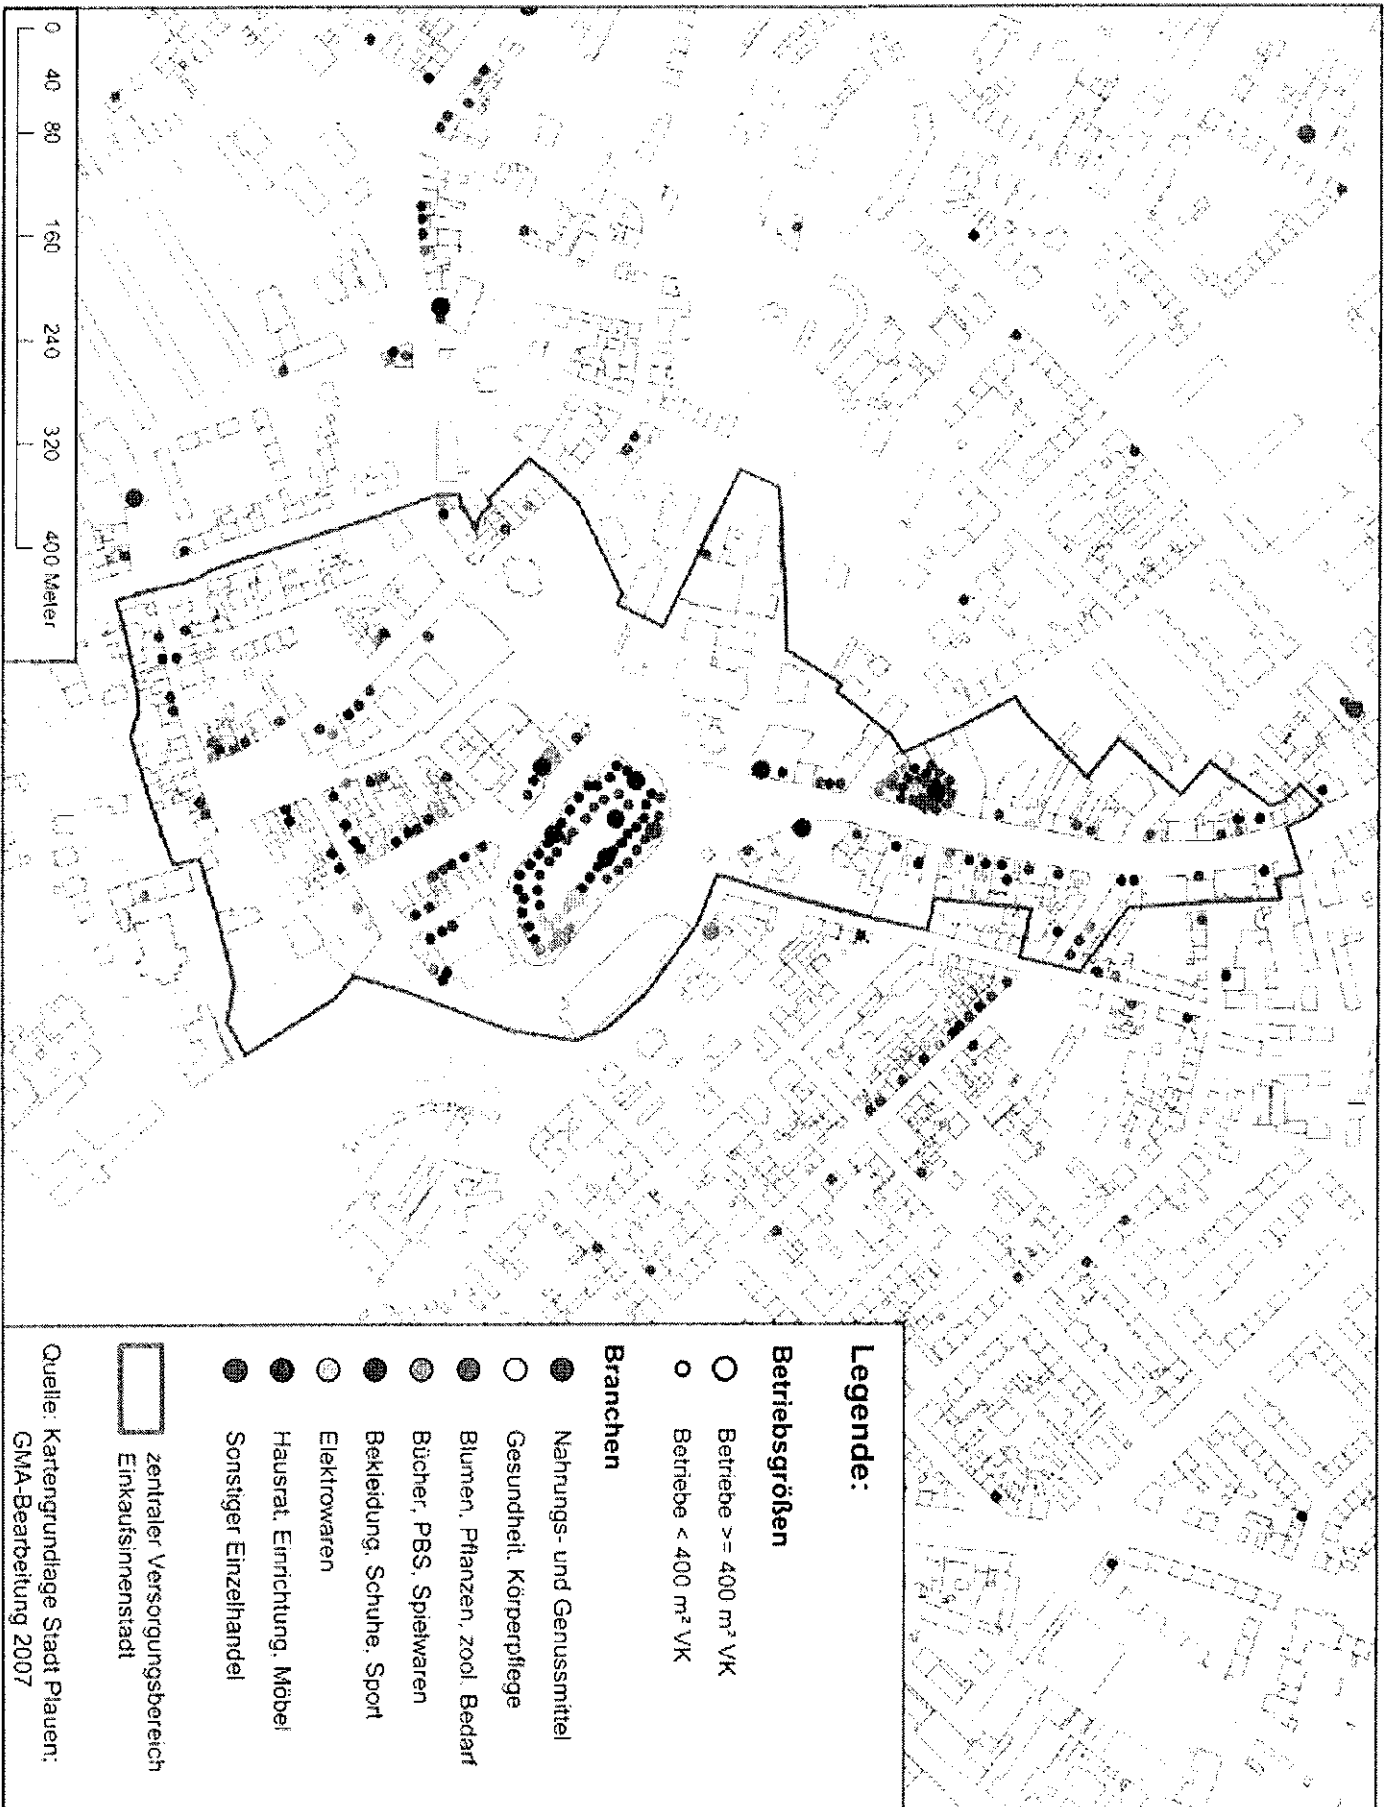 Legende:
Betriebsgrößen
Betriebe >= 400 m² VK
Betriebe < 400 m² VK
Branchen
Nahrungs- und Genussmittel
Gesundheit, Körperpflege
Blumen, Pflanzen, zool. Bedarf
Bücher, PBS, Spielwaren
Bekleidung, Schuhe, Sport
Elektrowaren
Hausrat, Einrichtung, Möbel
Sonstiger Einzelhandel
zentraler Versorgungsbereich
Einkaufsinnenstadt
Quelle: Kartengrundlage Stadt Plauen;
GMA-Bearbeitung 2007
0 40 80 160 240 320 400 Meter